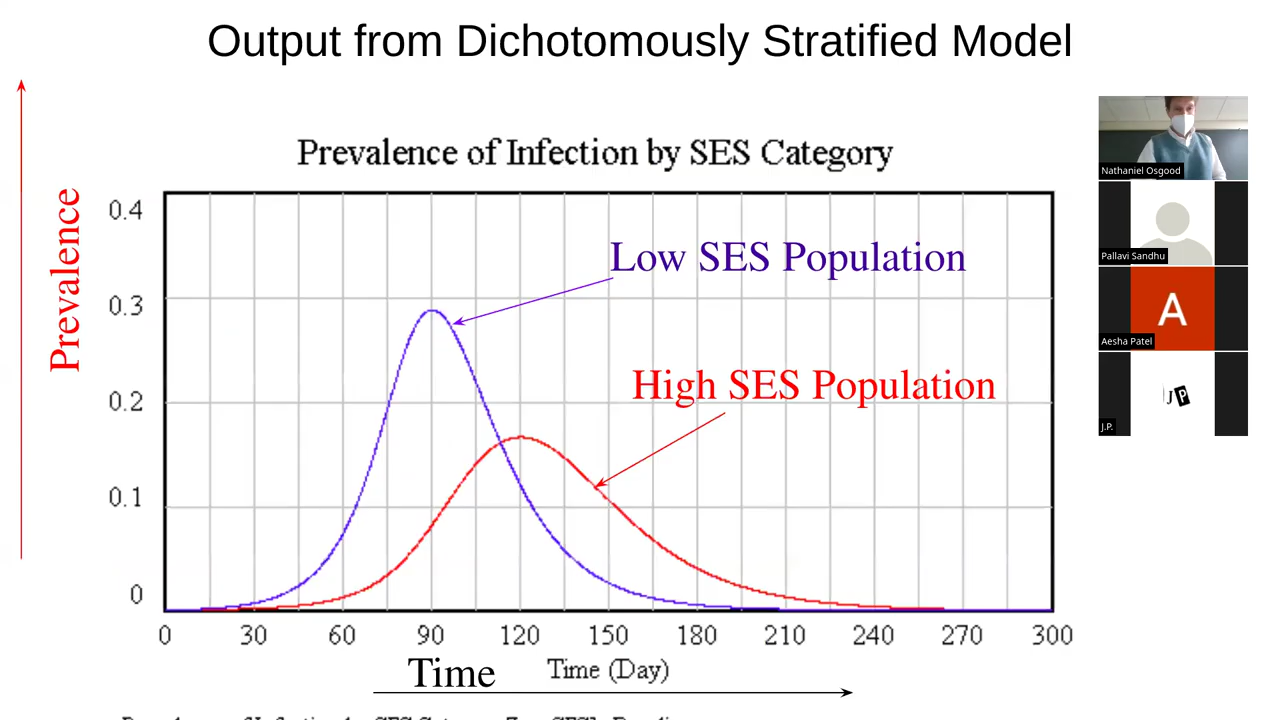 Output from Dichotomously Stratified Model
Prevalence of Infection by SES Category
Prevalence
0.4
0.3
0.2
0.1
0
Low SES Population
High SES Population
0 30 60 90 120 150 180 210 240 270 300
Time
Time (Day)
Nathaniel Osgood
Pallavi Sandhu
A
Aesha Patel
JP
J.P.